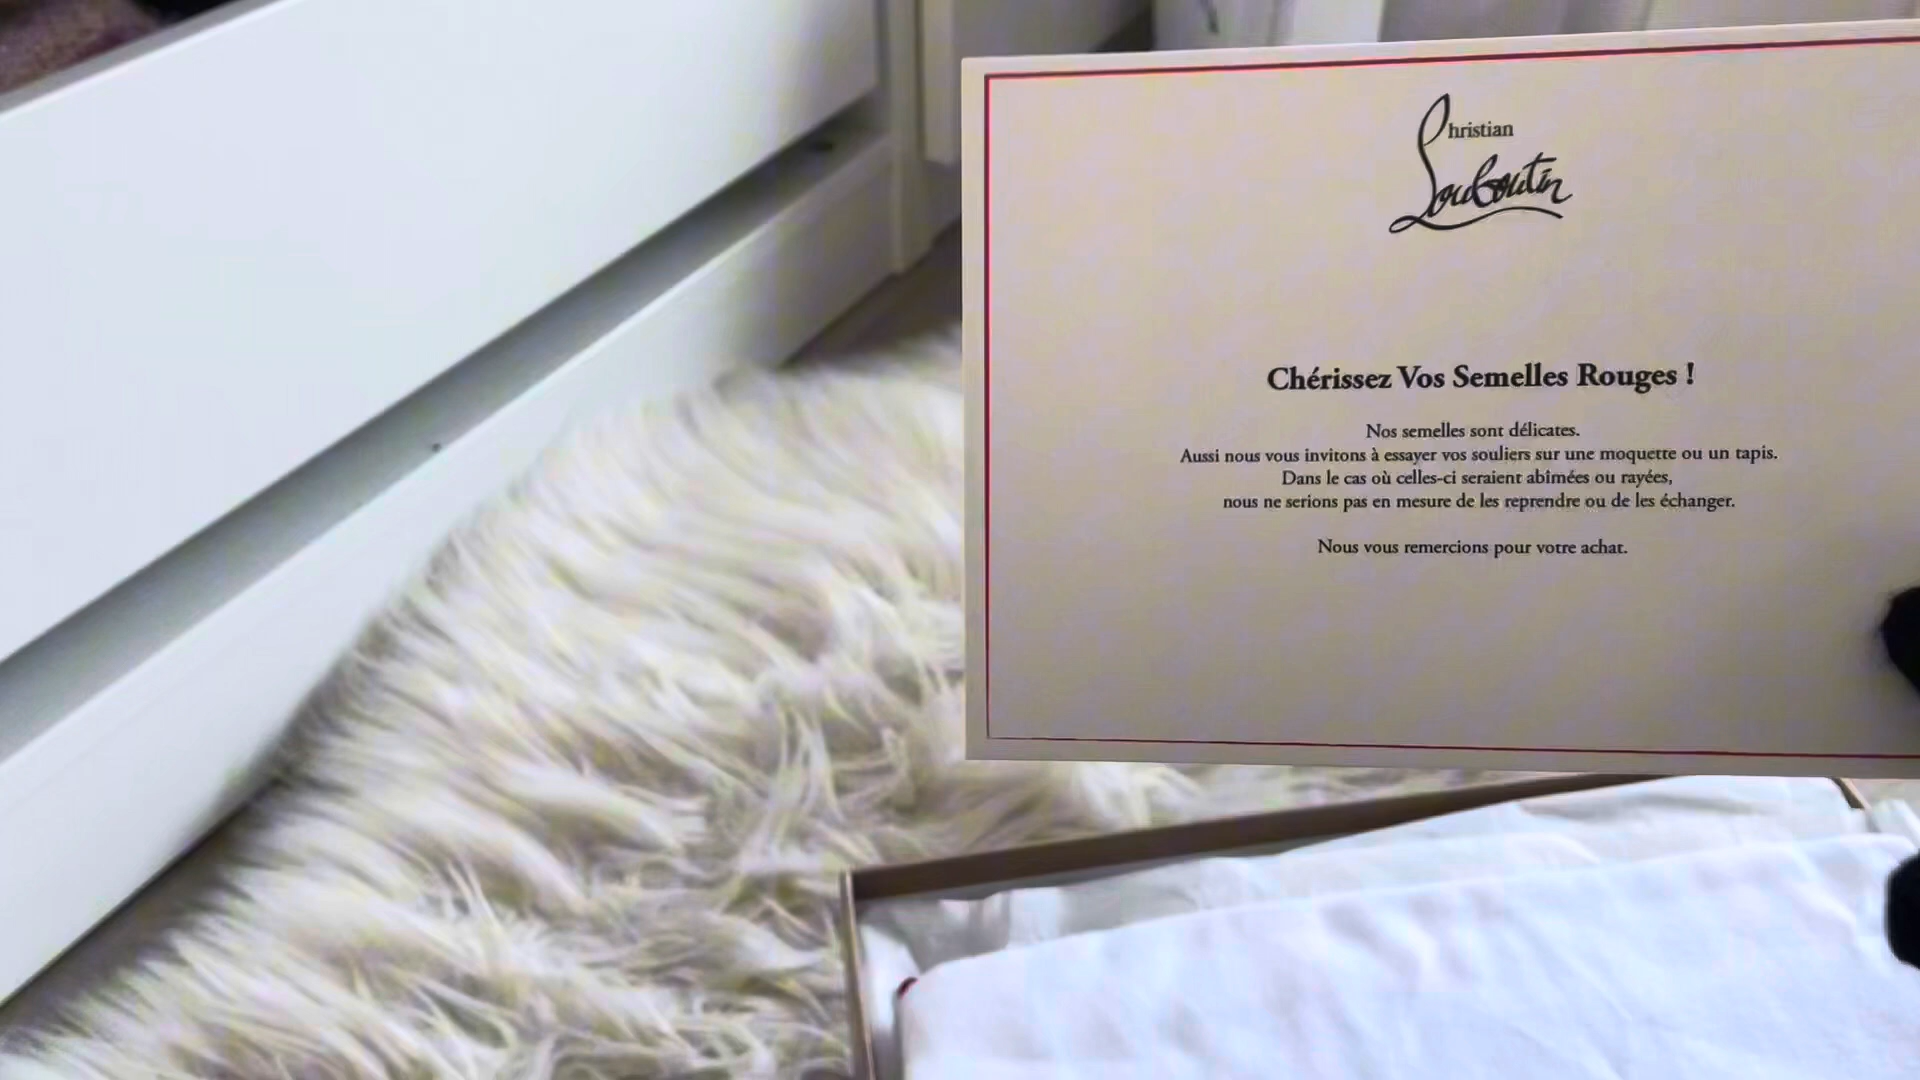 Christian
Louboutin
Chérissez Vos Semelles Rouges !
Nos semelles sont délicates.
Aussi nous vous invitons à essayer vos souliers sur une moquette ou un tapis.
Dans le cas où celles-ci seraient abîmées ou rayées,
nous ne serions pas en mesure de les reprendre ou de les échanger.
Nous vous remercions pour votre achat.